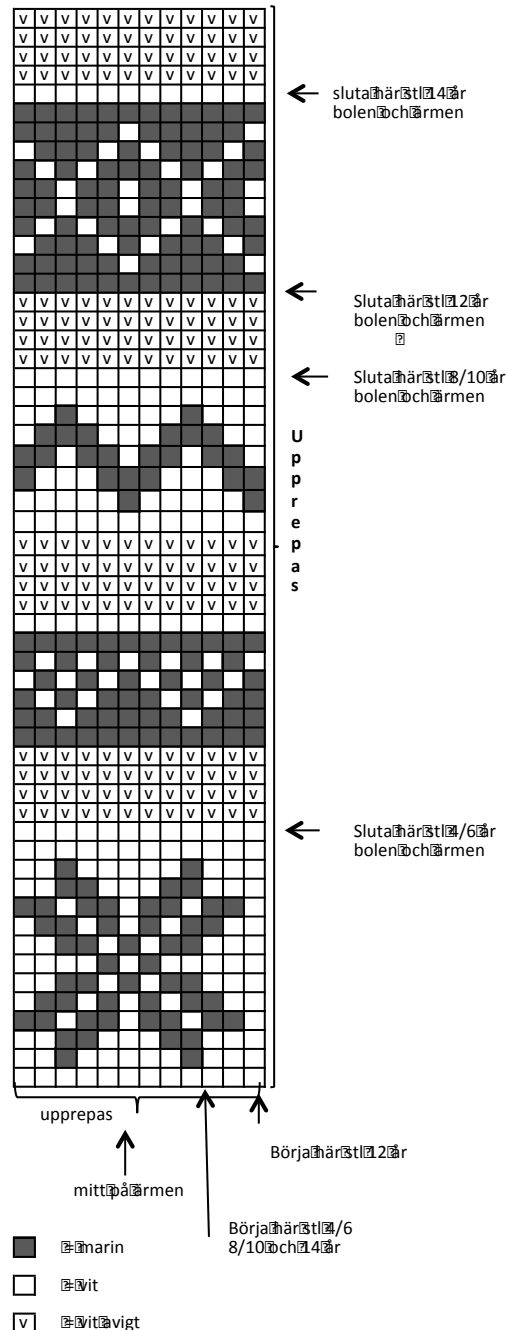 v v v v v v v v v v v v
v v v v v v v v v v v v
v v v v v v v v v v v v
v v v v v v v v v v v v
sluta här stl 14 år
bolen och ärmen
v v v v v v v v v v v v
v v v v v v v v v v v v
v v v v v v v v v v v v
v v v v v v v v v v v v
Sluta här stl 12 år
bolen och ärmen
Sluta här stl 8/10 år
bolen och ärmen
Upprepas
v v v v v v v v v v v v
v v v v v v v v v v v v
v v v v v v v v v v v v
v v v v v v v v v v v v
v v v v v v v v v v v v
v v v v v v v v v v v v
v v v v v v v v v v v v
v v v v v v v v v v v v
Sluta här stl 4/6 år
bolen och ärmen
upprepas
Börja här stl 12 år
mitt på ärmen
Börja här stl 4/6
8/10 och 14 år
= marin
= vit
v = vit avigt